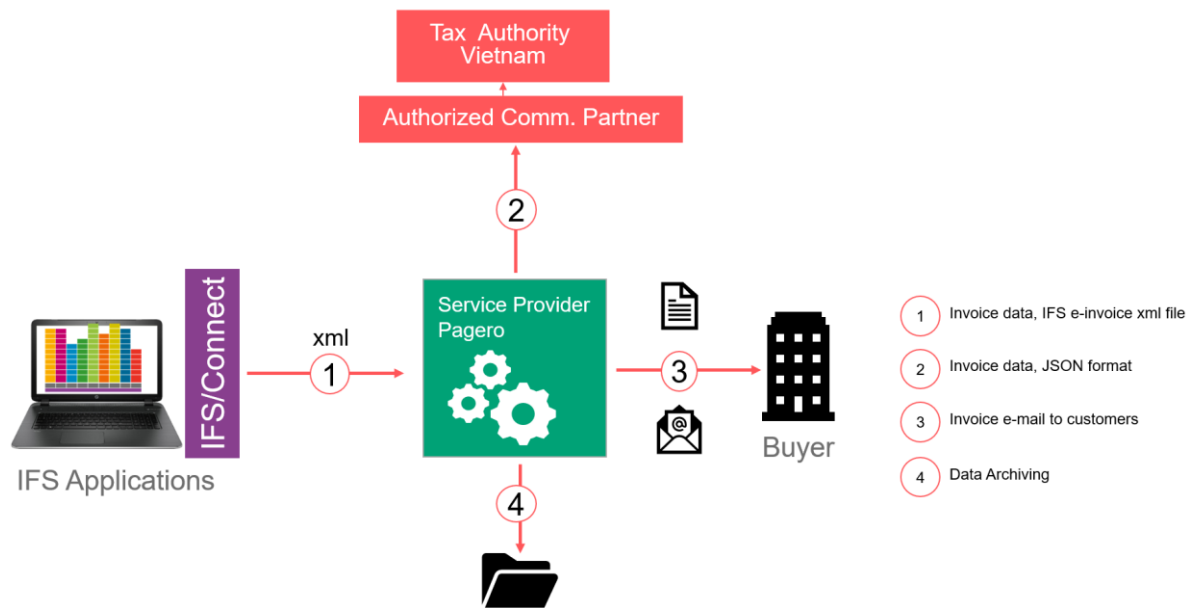 Tax Authority
Vietnam
Authorized Comm. Partner
2
IFS/Connect
xml
1
Service Provider
Pagero
3
@
Buyer
IFS Applications
4
1 Invoice data, IFS e-invoice xml file
2 Invoice data, JSON format
3 Invoice e-mail to customers
4 Data Archiving